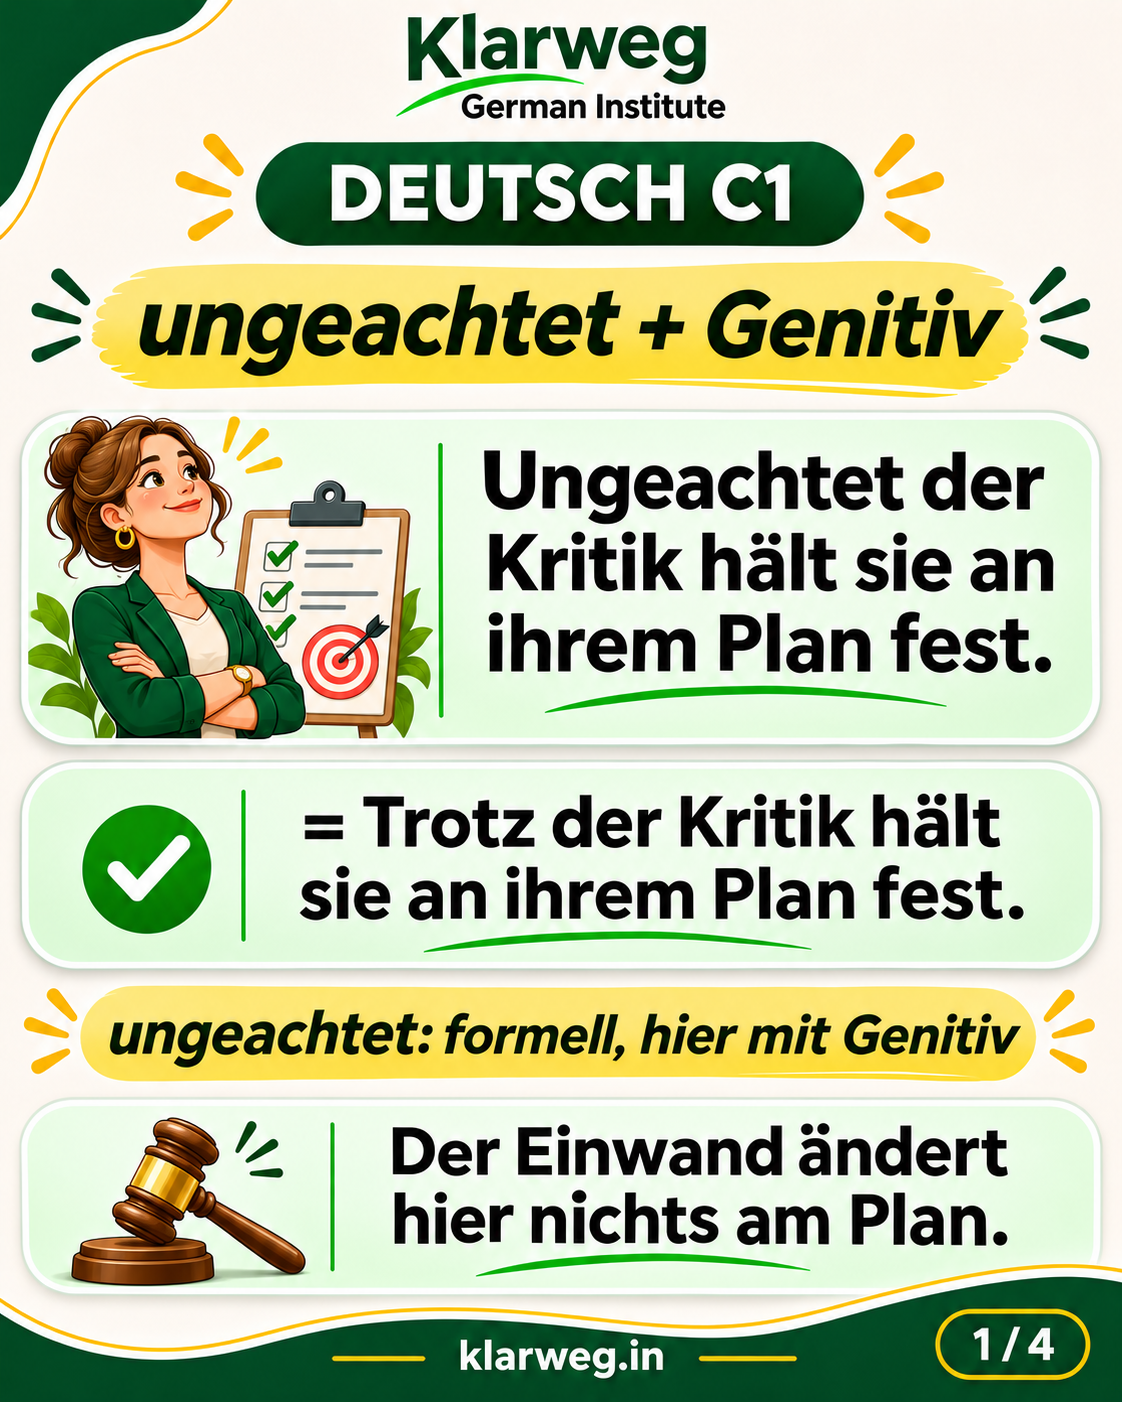 Klarweg
German Institute
DEUTSCH C1
ungeachtet + Genitiv
Ungeachtet der
Kritik hält sie an
ihrem Plan fest.
= Trotz der Kritik hält
sie an ihrem Plan fest.
ungeachtet: formell, hier mit Genitiv
Der Einwand ändert
hier nichts am Plan.
klarweg.in
1 / 4